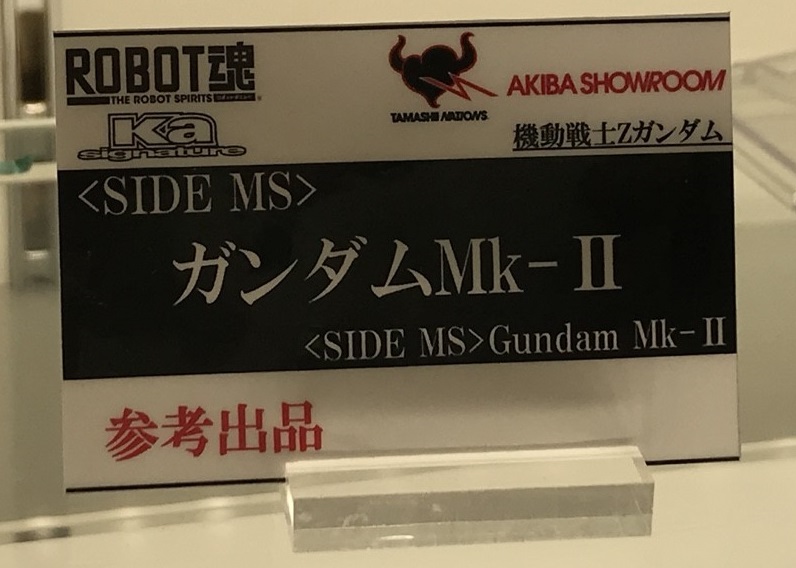 ROBOT魂
THE ROBOT SPIRITS
Ka
signature
TAMASHII NATIONS
AKIBA SHOWROOM
機動戦士Zガンダム
<SIDE MS>
ガンダムMk-Ⅱ
<SIDE MS>Gundam Mk-Ⅱ
参考出品